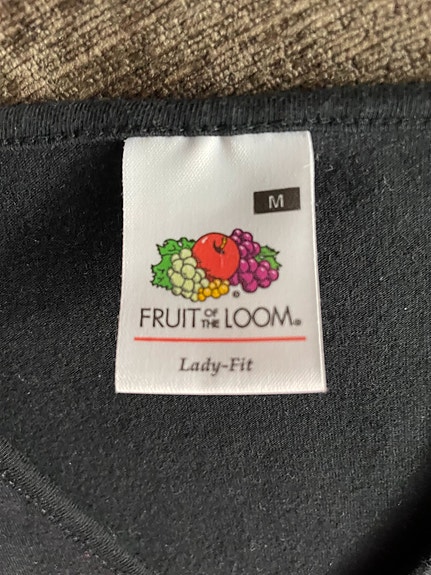 M
FRUIT OF THE LOOM®
Lady-Fit